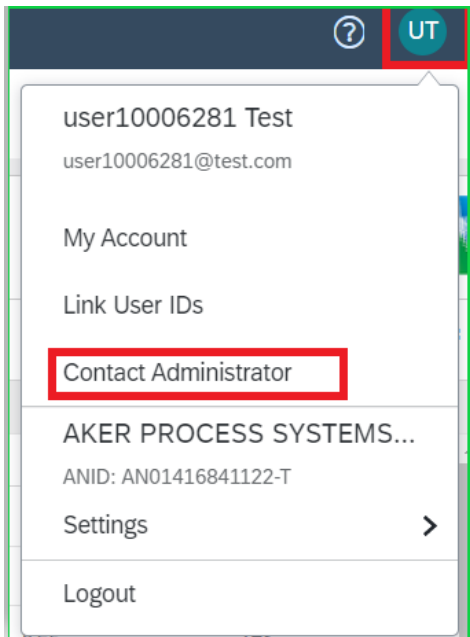 UT
user10006281 Test
user10006281@test.com
My Account
Link User IDs
Contact Administrator
AKER PROCESS SYSTEMS...
ANID: AN01416841122-T
Settings
Logout